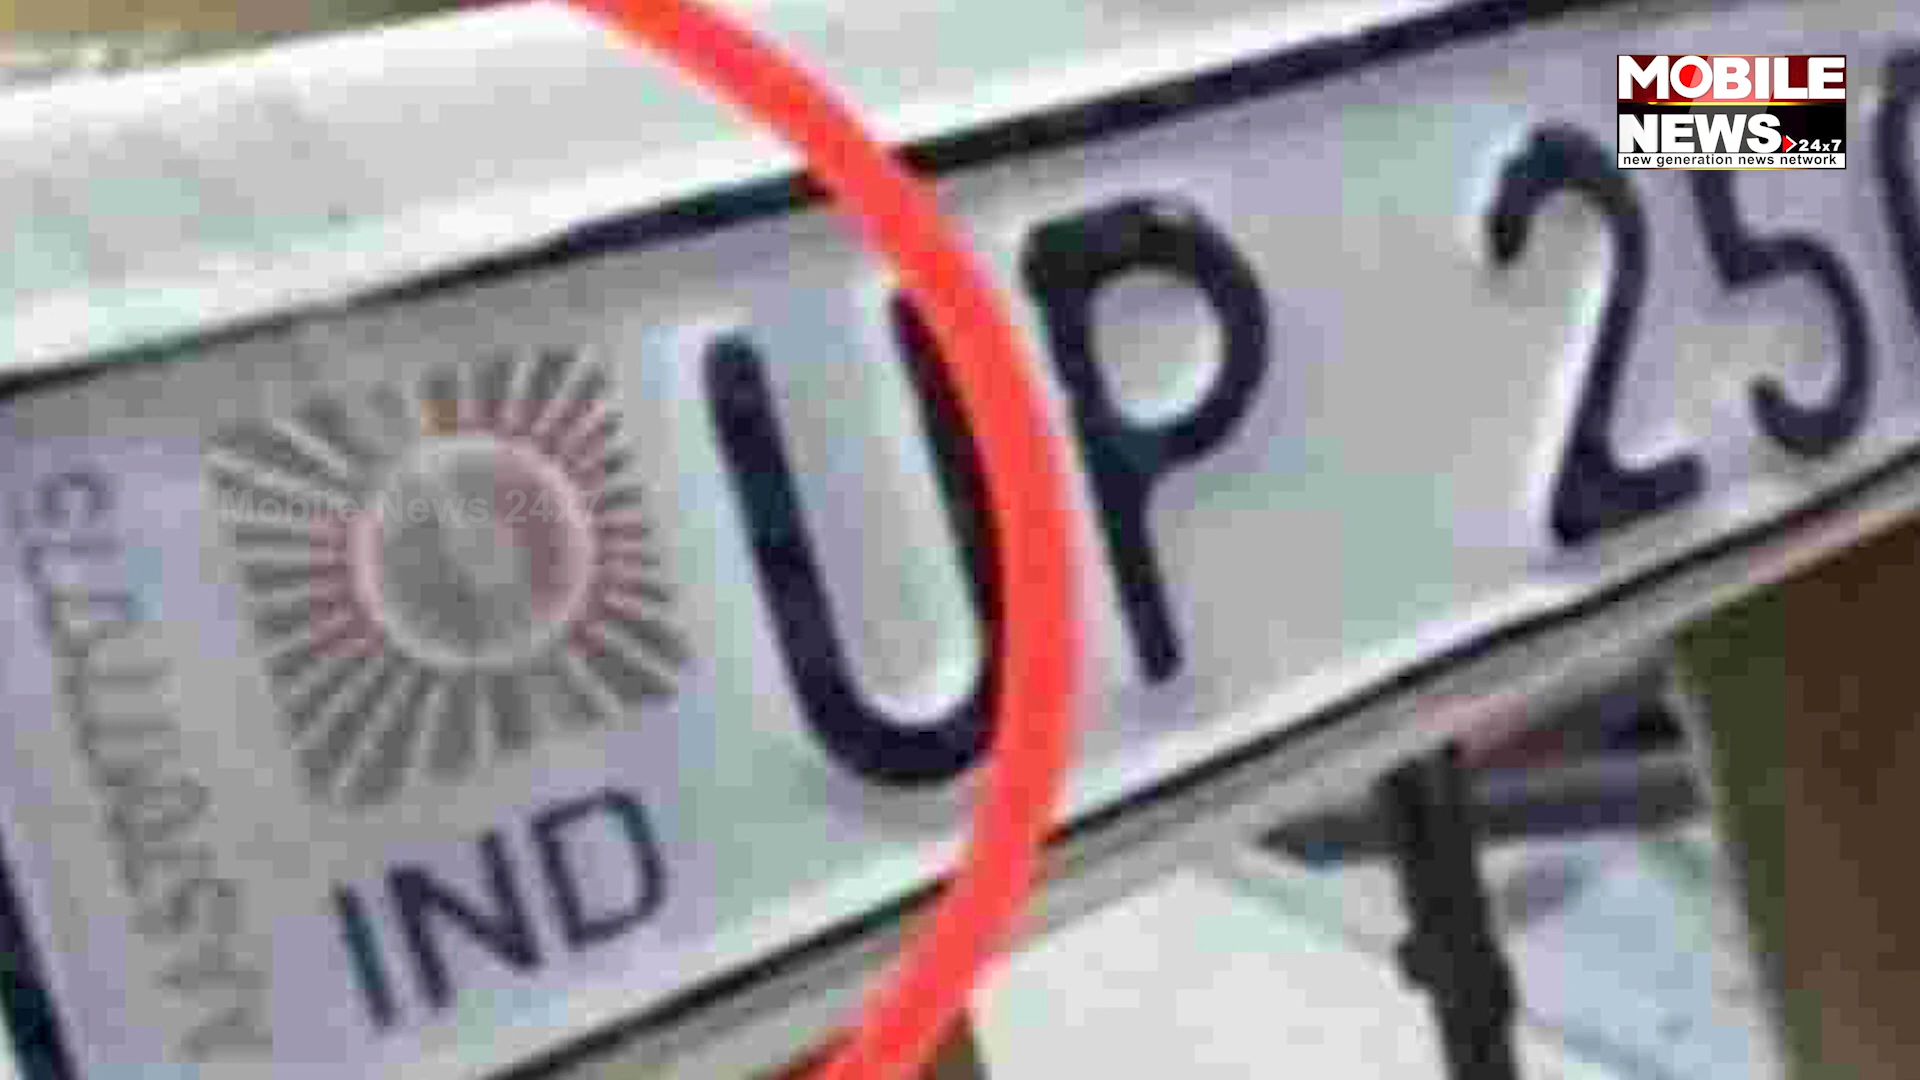 MOBILE
NEWS 24x7
new generation news network
UP 25
IND
Mobile News 24x7